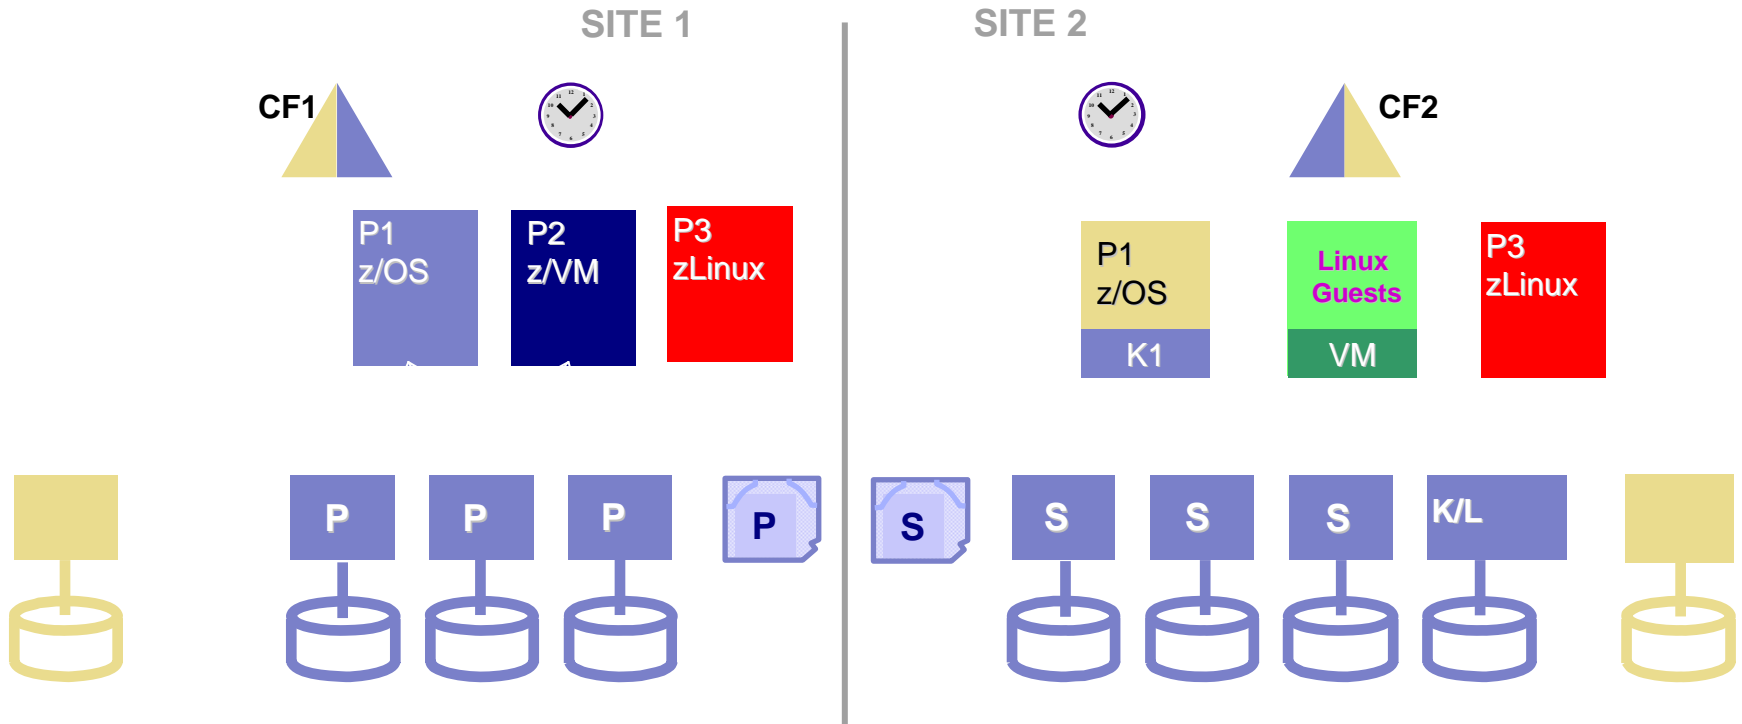 SITE 1
SITE 2
CF1
CF2
P1
z/OS
P2
z/VM
P3
zLinux
P1
z/OS
K1
Linux
Guests
VM
P3
zLinux
P
P
P
P
S
S
S
S
K/L